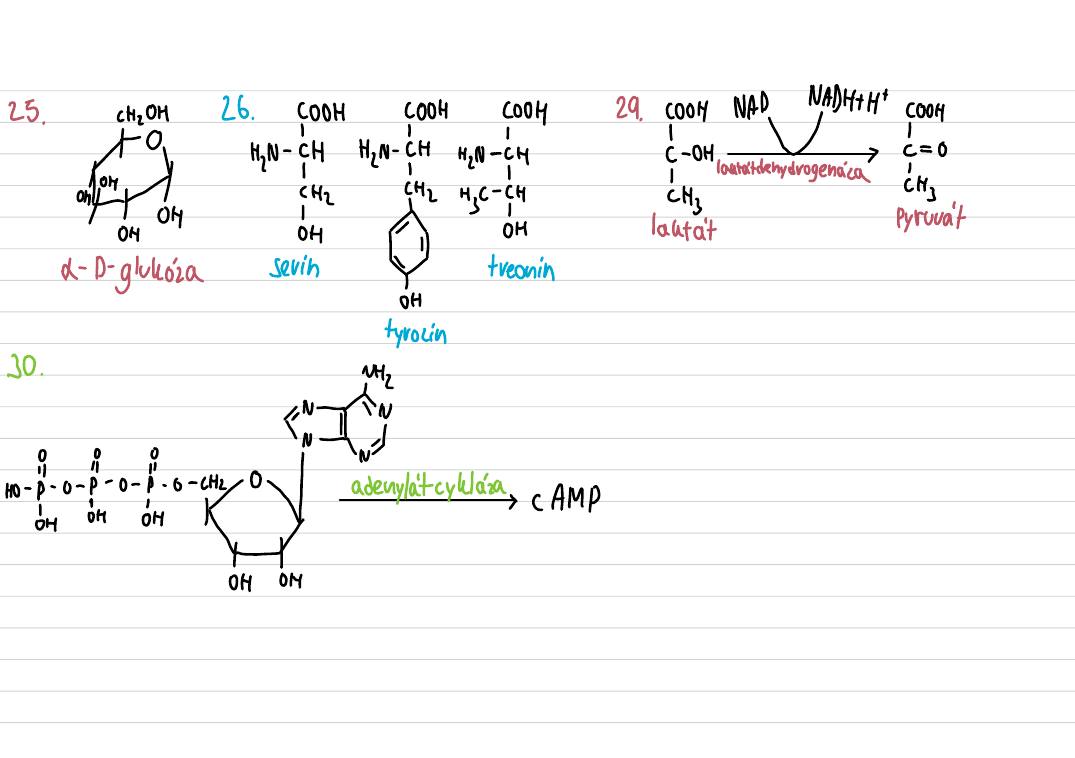 25.
CH₂OH
O
OH
OH
OH
OH
α-D-glukóza
26.
COOH
H₂N-CH
CH₂
OH
serin
COOH
H₂N-CH
CH₂
OH
tyrozin
COOH
H₂N-CH
H₃C-CH
OH
treonin
29.
COOH
C-OH
CH₃
laktát
NAD NADH+H⁺
laktátdehydrogenáza
COOH
C=O
CH₃
pyruvát
30.
NH₂
N
N
N
N
O O O
HO-P-O-P-O-P-O-CH₂ O
OH OH OH
OH OH
adenylát-cykláza
cAMP